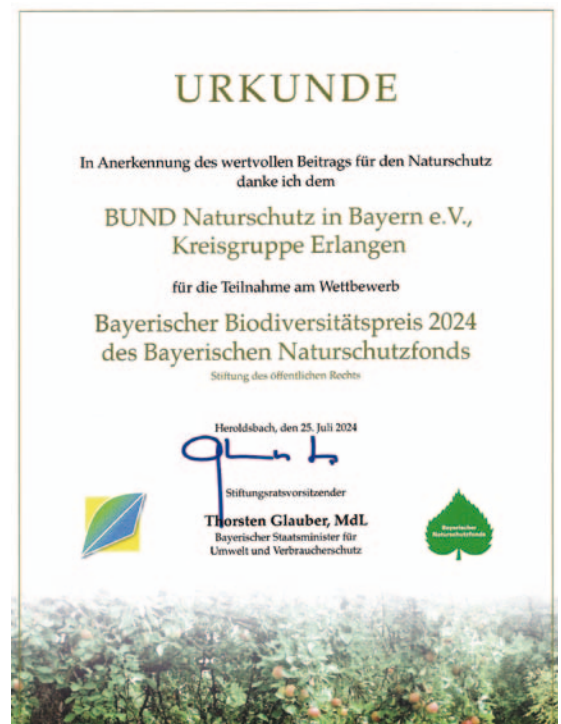 URKUNDE
In Anerkennung des wertvollen Beitrags für den Naturschutz
danke ich dem
BUND Naturschutz in Bayern e.V.,
Kreisgruppe Erlangen
für die Teilnahme am Wettbewerb
Bayerischer Biodiversitätspreis 2024
des Bayerischen Naturschutzfonds
Stiftung des öffentlichen Rechts
Heroldsbach, den 25. Juli 2024
Stiftungsratsvorsitzender
Thorsten Glauber, MdL
Bayerischer Staatsminister für
Umwelt und Verbraucherschutz
Bayerischer
Naturschutzfonds